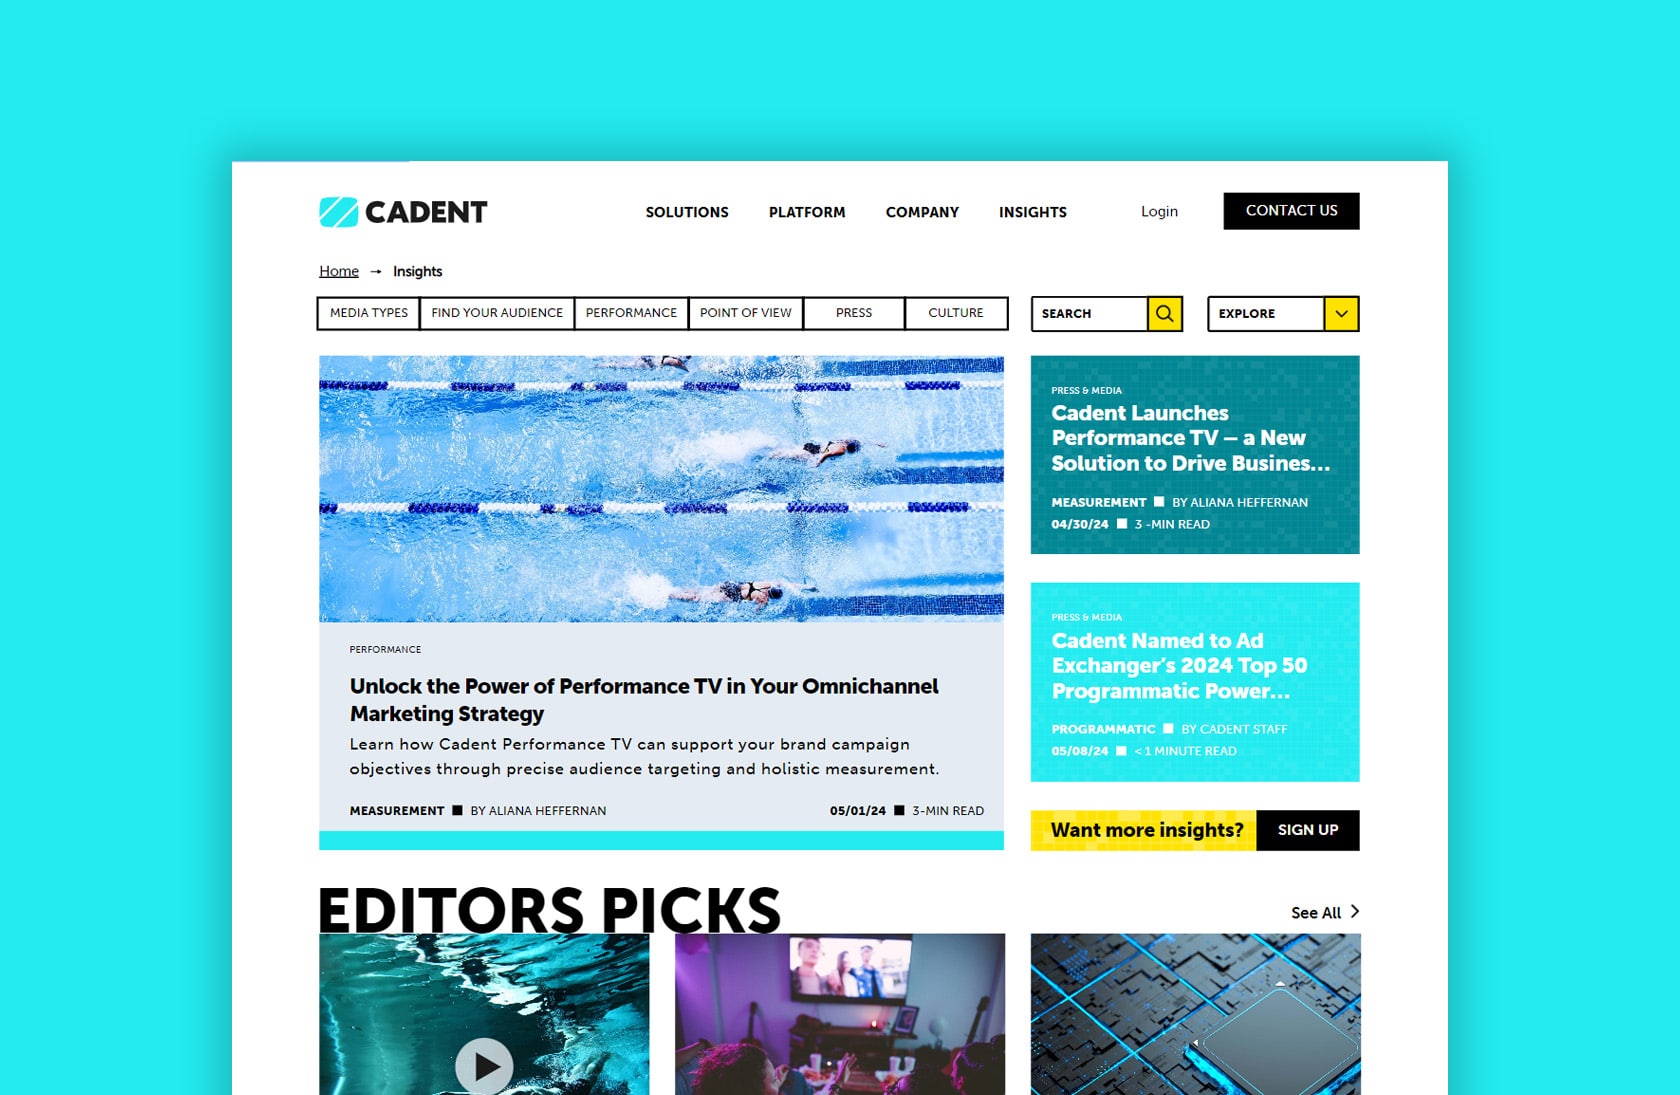 CADENT
SOLUTIONS PLATFORM COMPANY INSIGHTS Login CONTACT US
Home → Insights
MEDIA TYPES FIND YOUR AUDIENCE PERFORMANCE POINT OF VIEW PRESS CULTURE SEARCH EXPLORE
PERFORMANCE
Unlock the Power of Performance TV in Your Omnichannel
Marketing Strategy
Learn how Cadent Performance TV can support your brand campaign
objectives through precise audience targeting and holistic measurement.
MEASUREMENT ■ BY ALIANA HEFFERNAN 05/01/24 ■ 3-MIN READ
PRESS & MEDIA
Cadent Launches
Performance TV – a New
Solution to Drive Busines...
MEASUREMENT ■ BY ALIANA HEFFERNAN
04/30/24 ■ 3 -MIN READ
PRESS & MEDIA
Cadent Named to Ad
Exchanger's 2024 Top 50
Programmatic Power...
PROGRAMMATIC ■ BY CADENT STAFF
05/08/24 ■ < 1 MINUTE READ
Want more insights? SIGN UP
EDITORS PICKS
See All